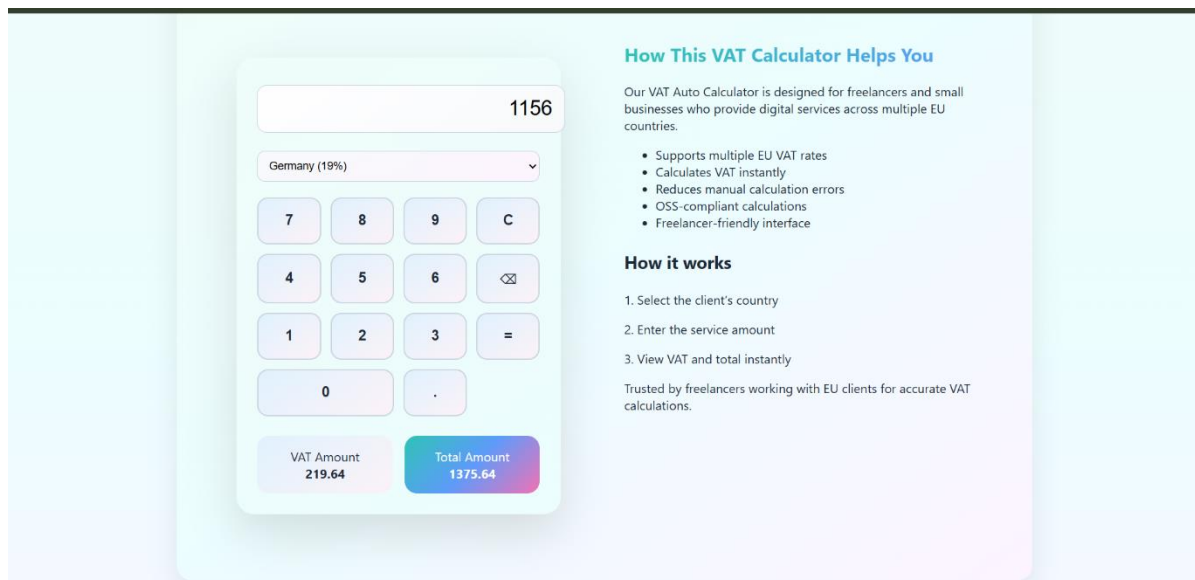 1156
Germany (19%)
7 8 9 C
4 5 6 ⌫
1 2 3 =
0 .
VAT Amount
219.64
Total Amount
1375.64
How This VAT Calculator Helps You
Our VAT Auto Calculator is designed for freelancers and small
businesses who provide digital services across multiple EU
countries.
• Supports multiple EU VAT rates
• Calculates VAT instantly
• Reduces manual calculation errors
• OSS-compliant calculations
• Freelancer-friendly interface
How it works
1. Select the client's country
2. Enter the service amount
3. View VAT and total instantly
Trusted by freelancers working with EU clients for accurate VAT
calculations.